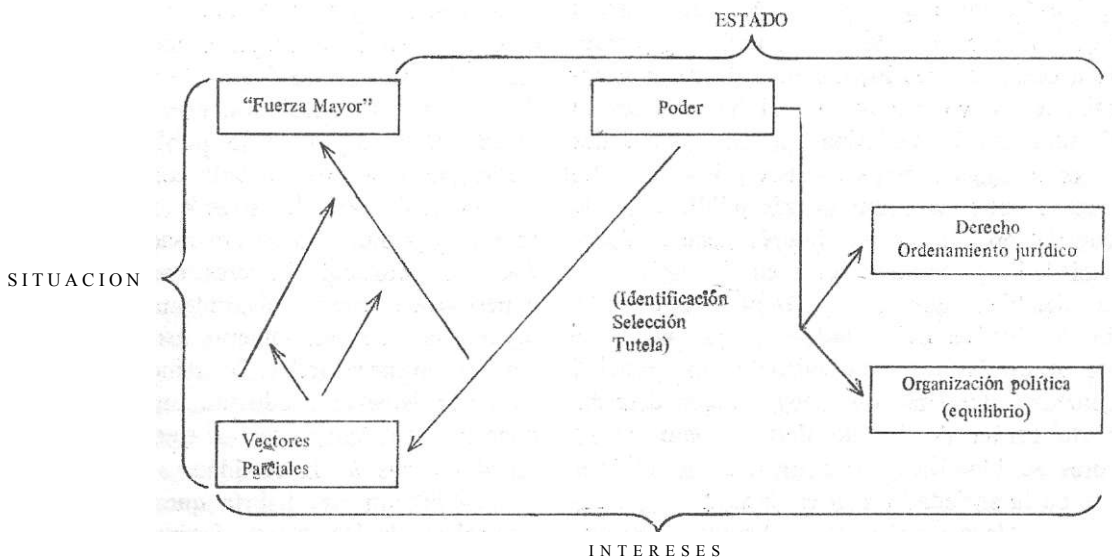 ESTADO
“Fuerza Mayor”
Poder
Derecho
Ordenamiento jurídico
SITUACION
(Identificación
Selección
Tutela)
Organización política
(equilibrio)
Vectores
Parciales
INTERESES